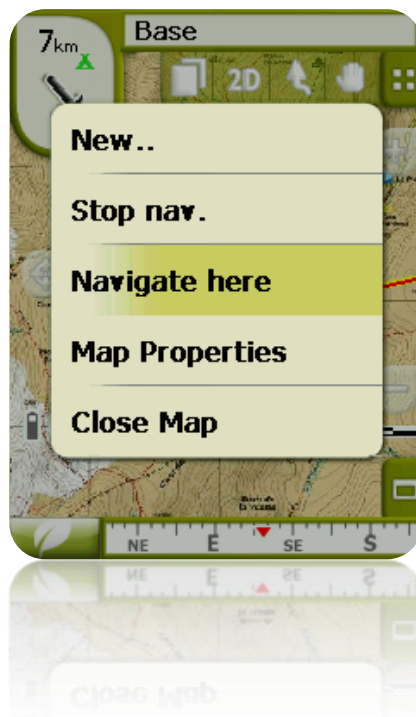 7km
Base
2D
New..
Stop nav.
Navigate here
Map Properties
Close Map
NE E SE S